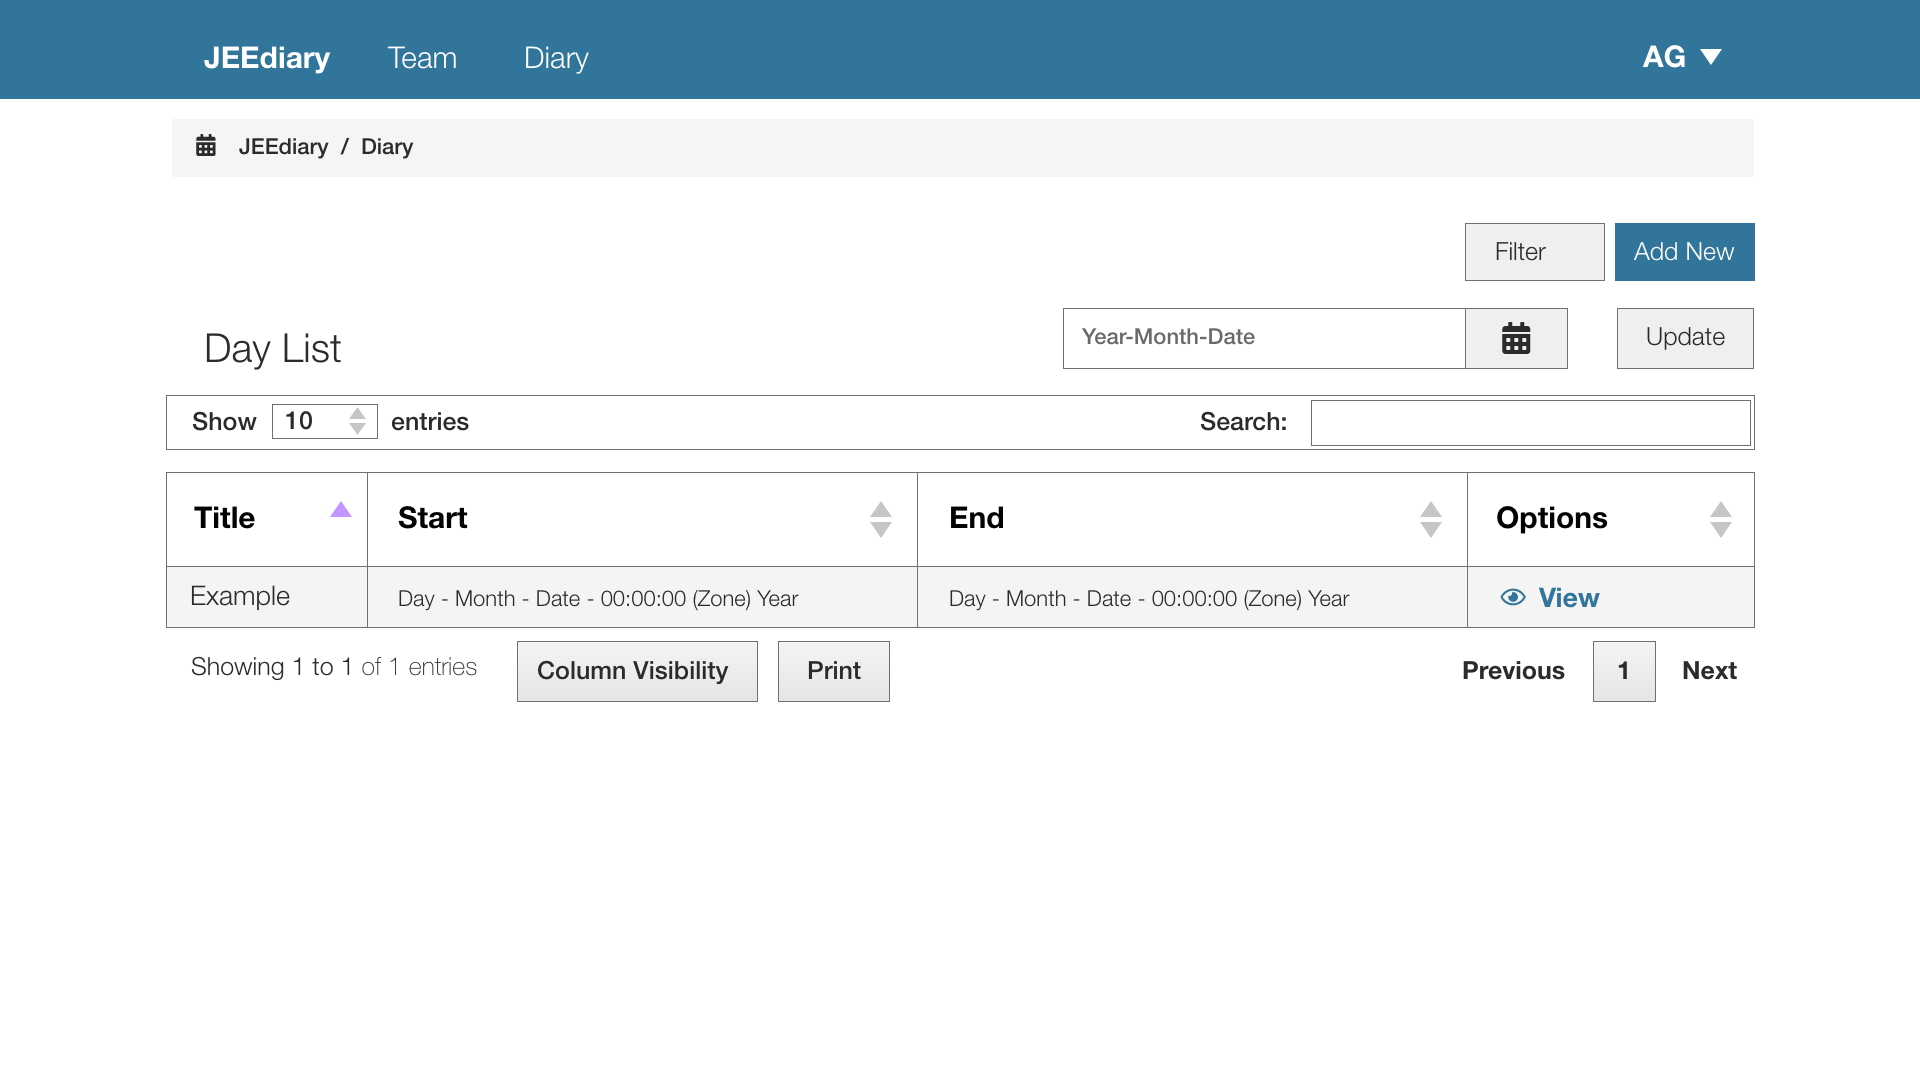 JEEdiary Team Diary AG
JEEdiary / Diary
Filter Add New
Day List Year-Month-Date Update
Show 10 entries Search:
Title Start End Options
Example Day - Month - Date - 00:00:00 (Zone) Year Day - Month - Date - 00:00:00 (Zone) Year View
Showing 1 to 1 of 1 entries Column Visibility Print Previous 1 Next